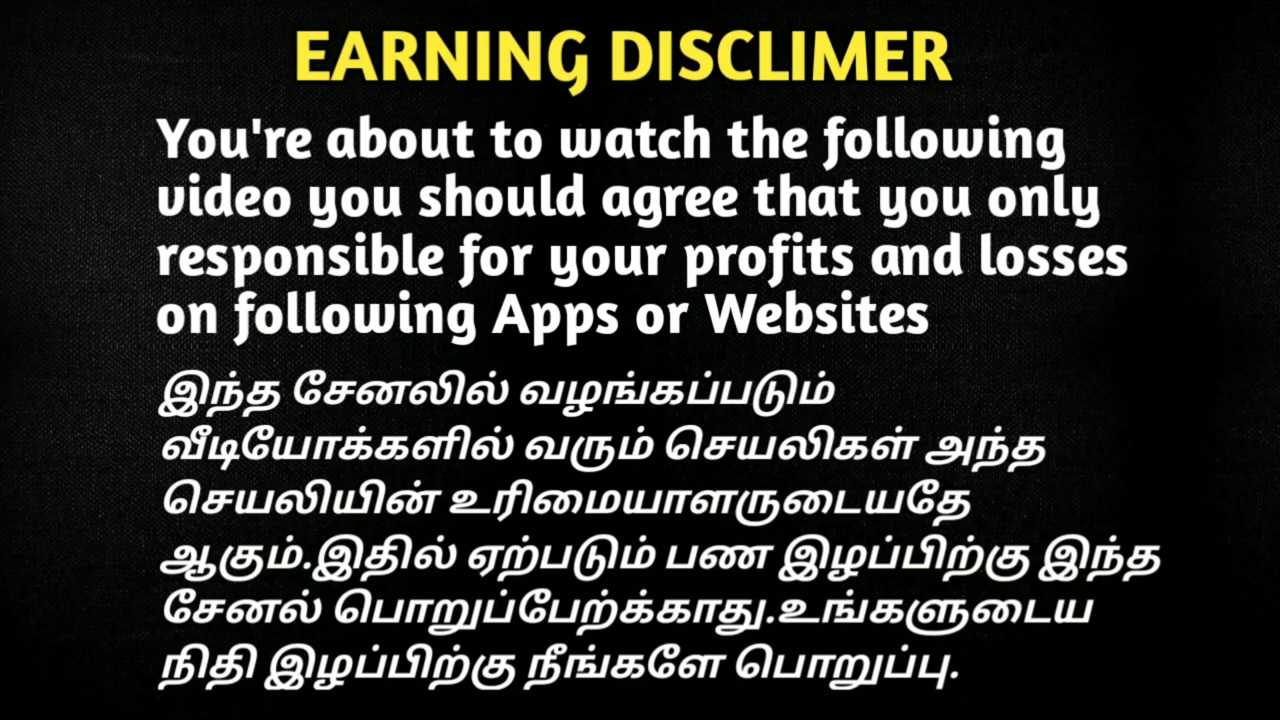 EARNING DISCLIMER
You're about to watch the following
video you should agree that you only
responsible for your profits and losses
on following Apps or Websites
இந்த சேனலில் வழங்கப்படும்
வீடியோக்களில் வரும் செயலிகள் அந்த
செயலியின் உரிமையாளருடையதே
ஆகும்.இதில் ஏற்படும் பண இழப்பிற்கு இந்த
சேனல் பொறுப்பேற்க்காது.உங்களுடைய
நிதி இழப்பிற்கு நீங்களே பொறுப்பு.